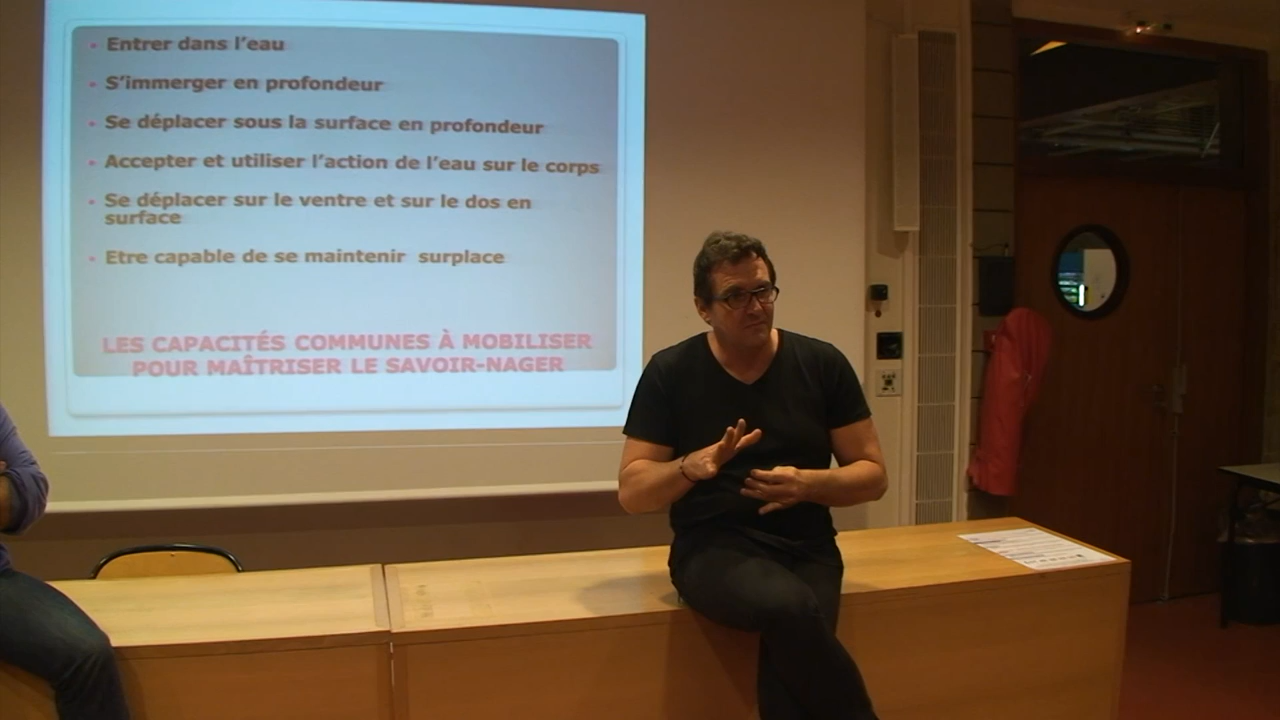 Entrer dans l'eau
S'immerger en profondeur
Se déplacer sous la surface en profondeur
Accepter et utiliser l'action de l'eau sur le corps
Se déplacer sur le ventre et sur le dos en
surface
Etre capable de se maintenir surplace
LES CAPACITÉS COMMUNES À MOBILISER
POUR MAÎTRISER LE SAVOIR-NAGER